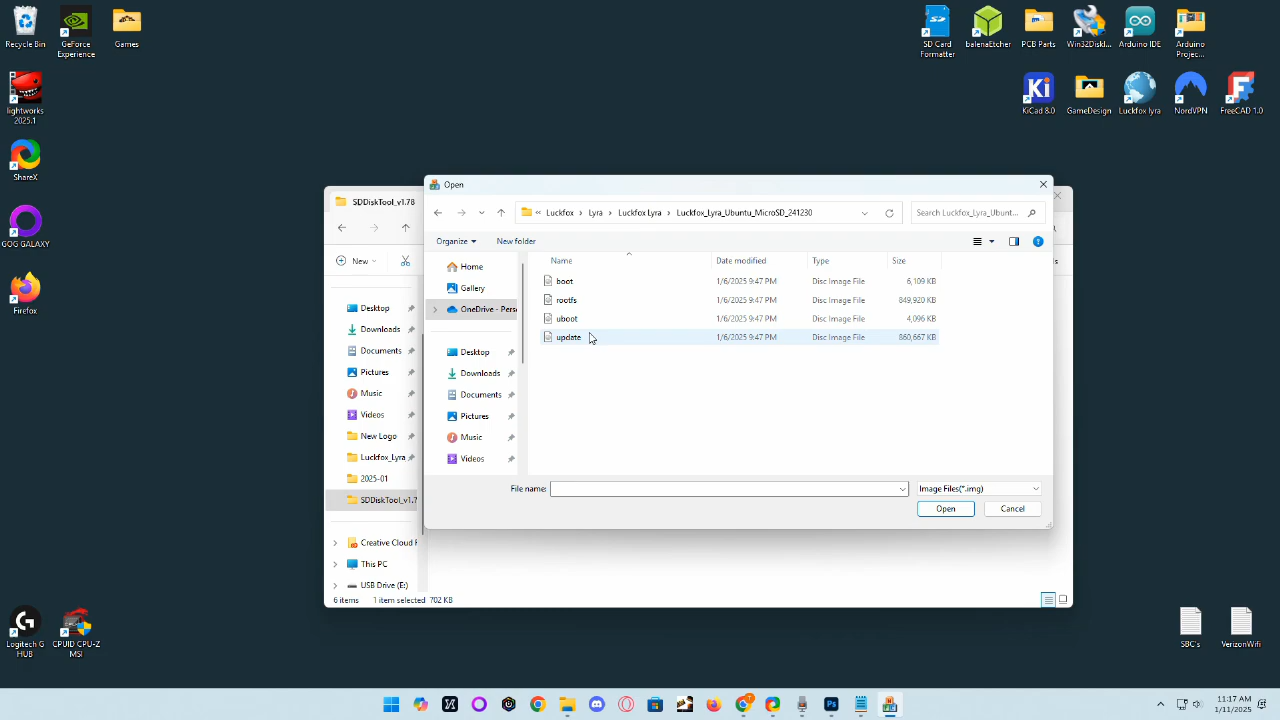 Recycle Bin
GeForce Experience
Games
SD Card Formatter
balenaEtcher
PCB Parts
Win32Diskl...
Arduino IDE
Arduino Projec...
lightworks 2025.1
KiCad 8.0
GameDesign
Luckfox lyra
NordVPN
FreeCAD 1.0
ShareX
GOG GALAXY
Firefox
Logitech G HUB
CPUID CPU-Z MSI
SBC's
VerizonWifi
SDDiskTool_v1.78
New
Desktop
Downloads
Documents
Pictures
Music
Videos
New Logo
Luckfox_Lyra_
2025-01
SDDiskTool_v1.7
Creative Cloud F
This PC
USB Drive (E:)
6 items 1 item selected 702 KB
Open
« Luckfox > Lyra > Luckfox Lyra > Luckfox_Lyra_Ubuntu_MicroSD_241230
Search Luckfox_Lyra_Ubunt...
Organize New folder
Home
Gallery
OneDrive - Perso
Desktop
Downloads
Documents
Pictures
Music
Videos
Name Date modified Type Size
boot 1/6/2025 9:47 PM Disc Image File 6,109 KB
rootfs 1/6/2025 9:47 PM Disc Image File 849,920 KB
uboot 1/6/2025 9:47 PM Disc Image File 4,096 KB
update 1/6/2025 9:47 PM Disc Image File 860,667 KB
File name: Image Files(*.img)
Open Cancel
11:17 AM
1/11/2025